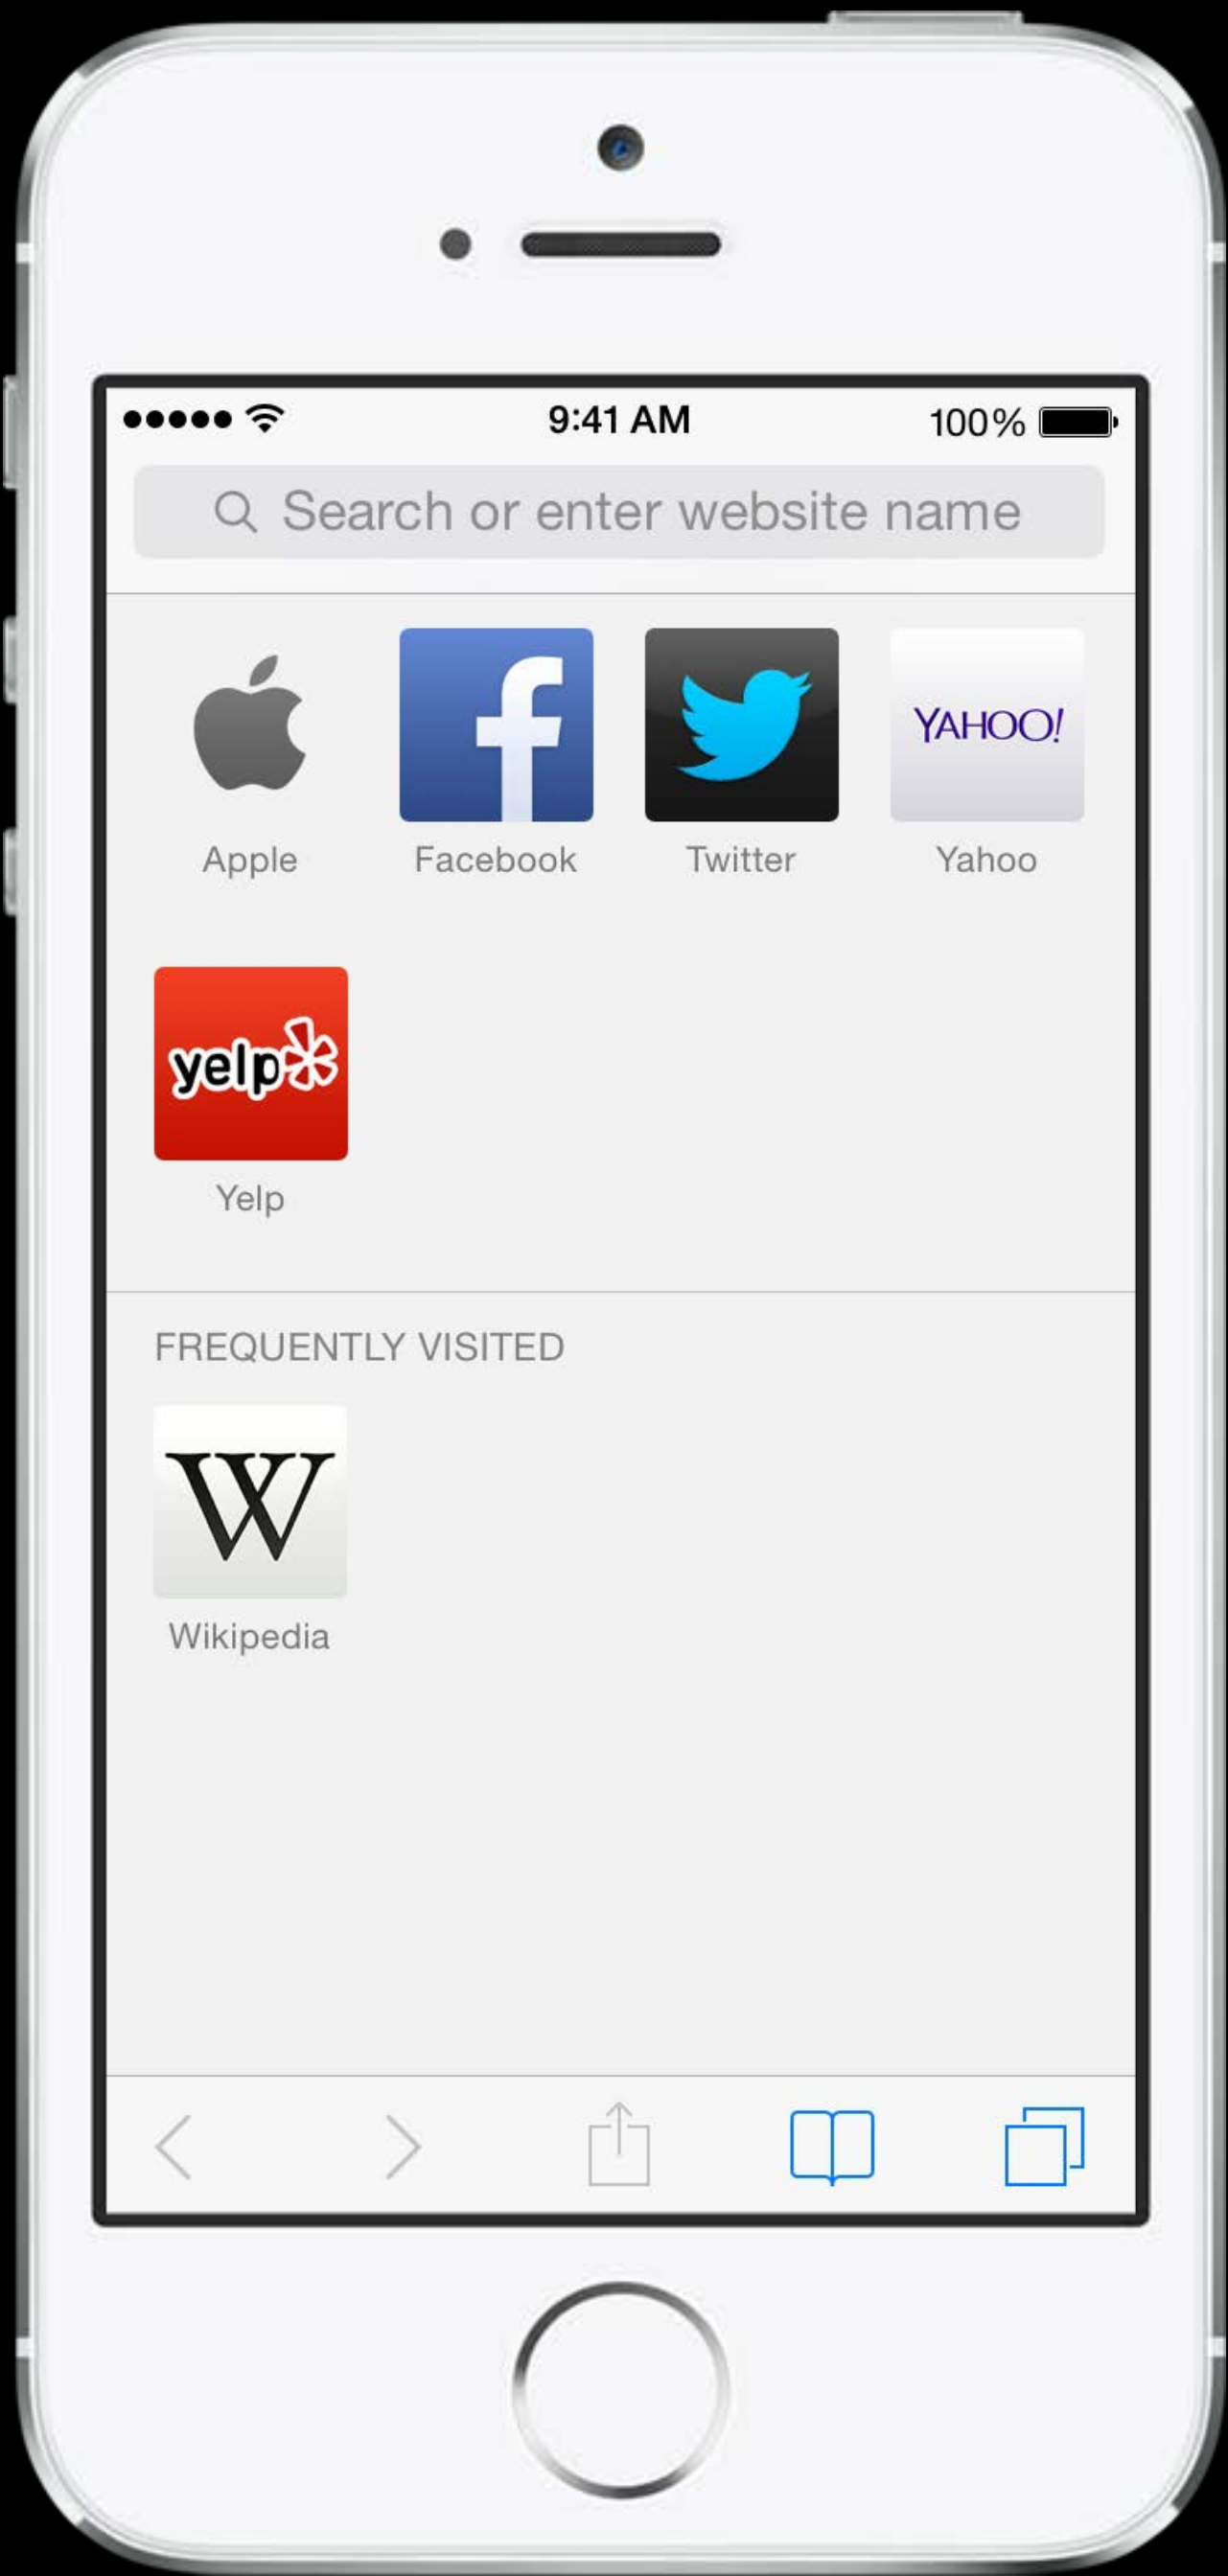 9:41 AM 100%
Search or enter website name
f
YAHOO!
Apple Facebook Twitter Yahoo
yelp
Yelp
FREQUENTLY VISITED
W
Wikipedia